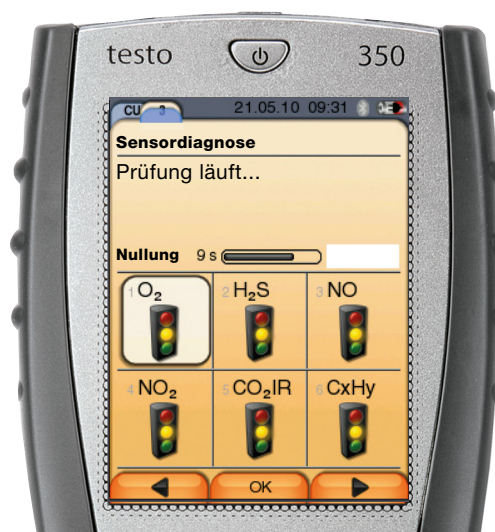 testo 350
CU 3 21.05.10 09:31
Sensordiagnose
Prüfung läuft...
Nullung 9 s
1 O₂ 2 H₂S 3 NO
4 NO₂ 5 CO₂IR 6 CxHy
OK